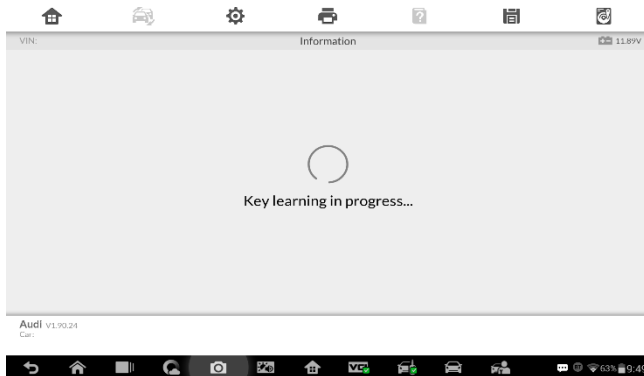 VIN:
Information
11.89V
Key learning in progress...
Audi V1.90.24
Car:
63%